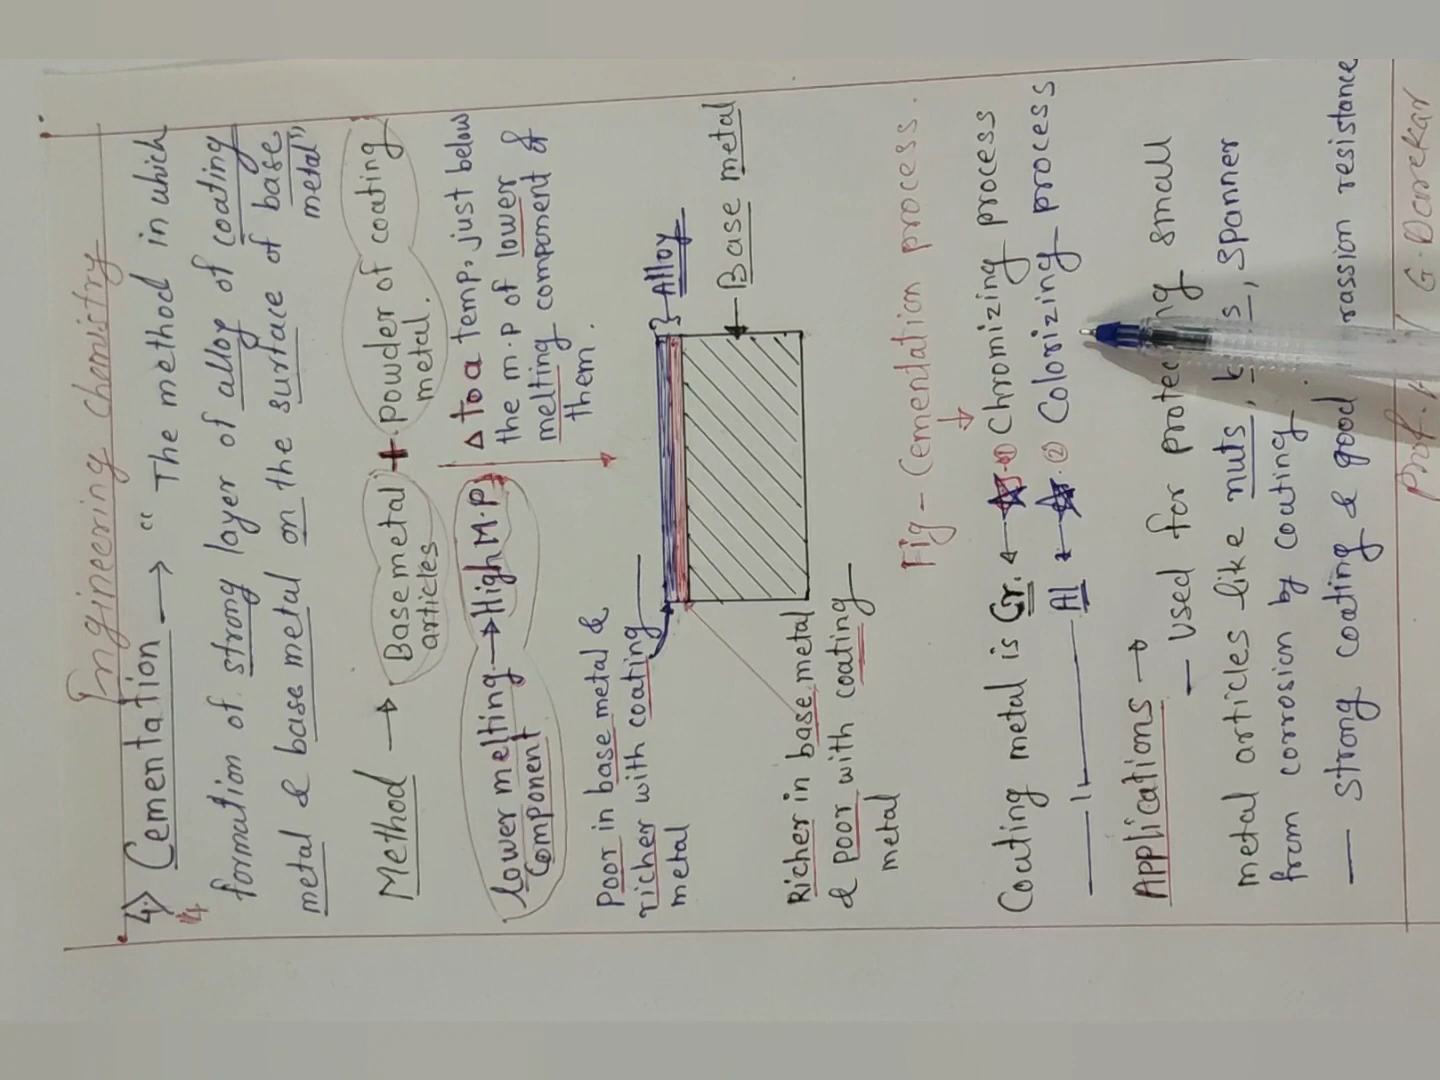 Engineering Chemistry
4) Cementation → " The method in which
formation of strong layer of alloy of coating
metal & base metal on the surface of base
metal"
Method → Base metal + Powder of coating
articles metal.
lower melting → High M.P Δ to a temp. just below
Component the m.p of lower
melting component of
them.
Poor in base metal &
richer with coating
metal
Alloy
Base metal
Richer in base metal
& poor with coating
metal
Fig - Cementation process.
Coating metal is Cr. ① Chromizing process
Al ② Colorizing process
Applications →
— Used for small
metal articles like nuts, spanner
from corrosion by coating.
— Strong coating & good resistance
Prof. G. Darekar